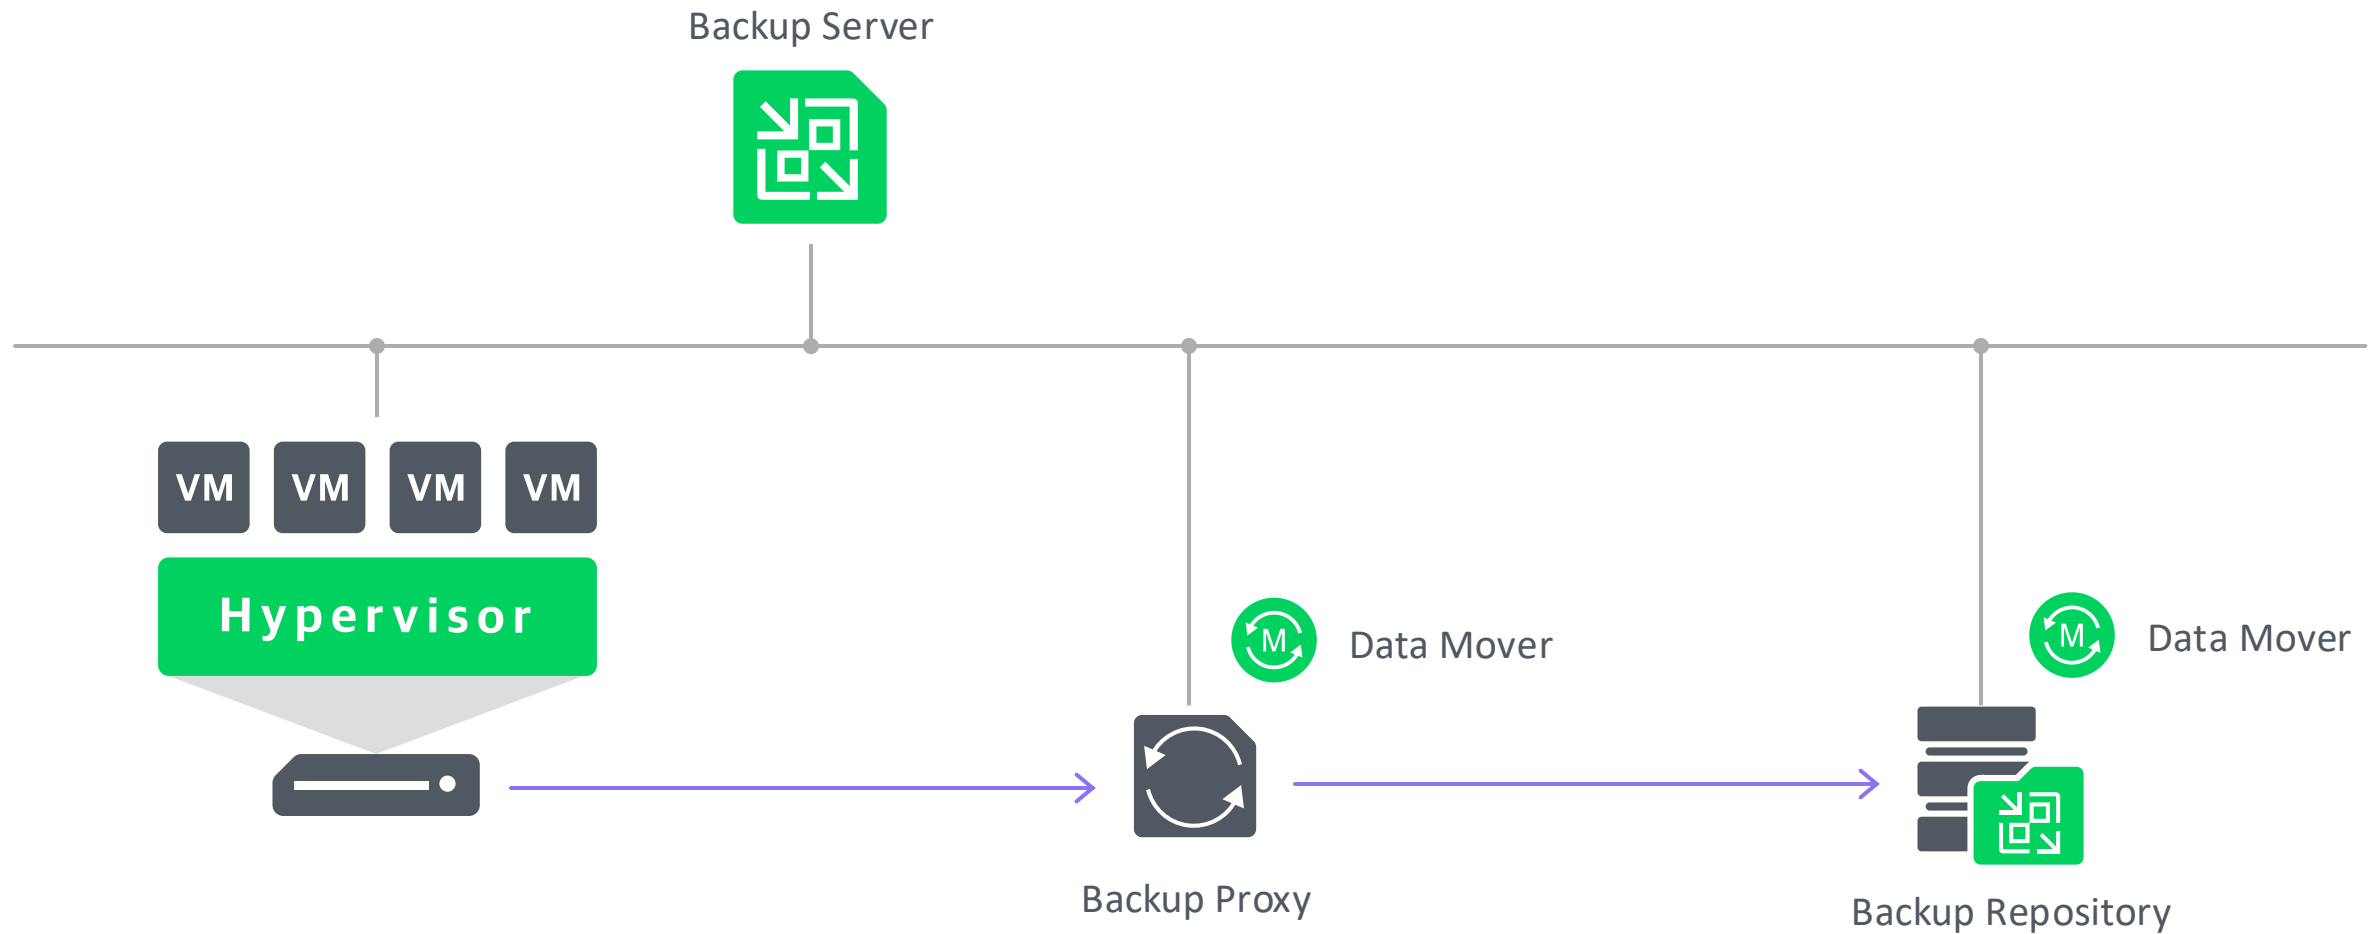 Backup Server
VM VM VM VM
Hypervisor
M Data Mover
M Data Mover
Backup Proxy
Backup Repository